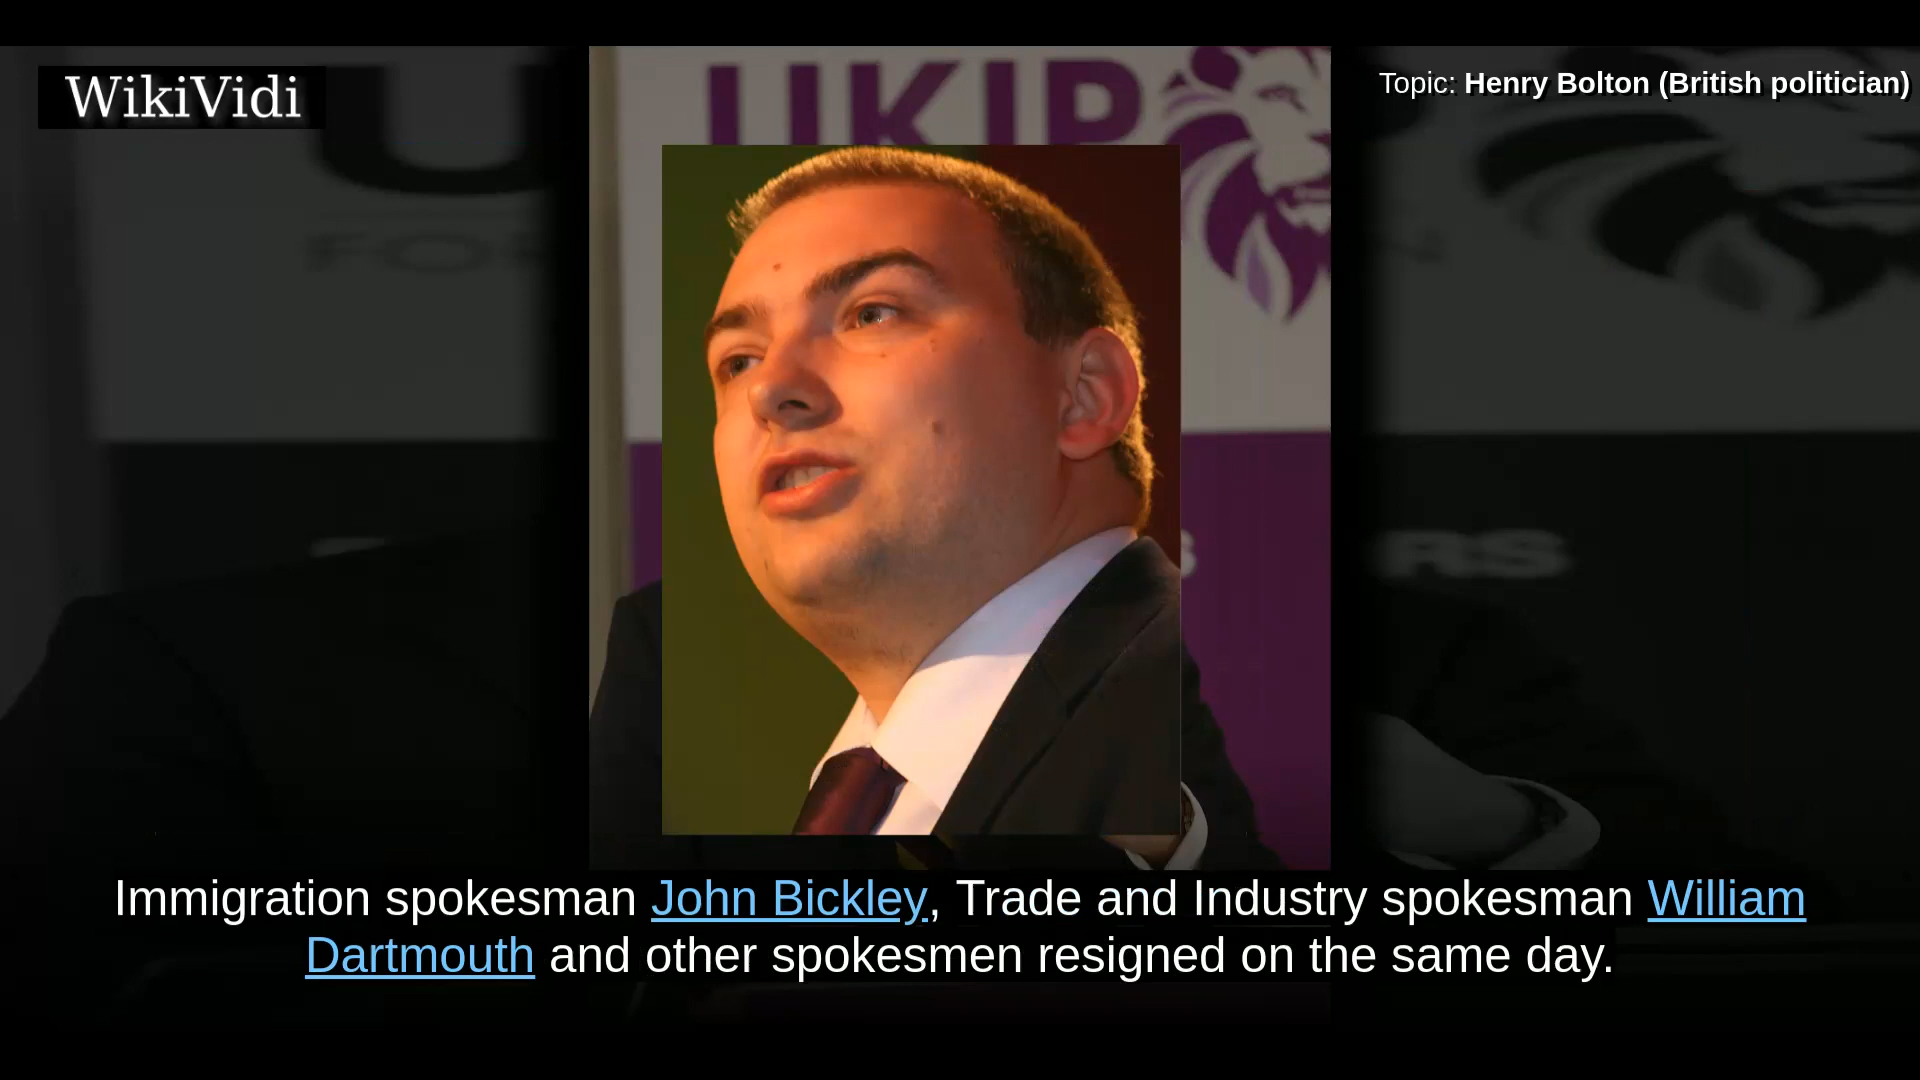 WikiVidi
Topic: Henry Bolton (British politician)
UKIP
Immigration spokesman John Bickley, Trade and Industry spokesman William
Dartmouth and other spokesmen resigned on the same day.